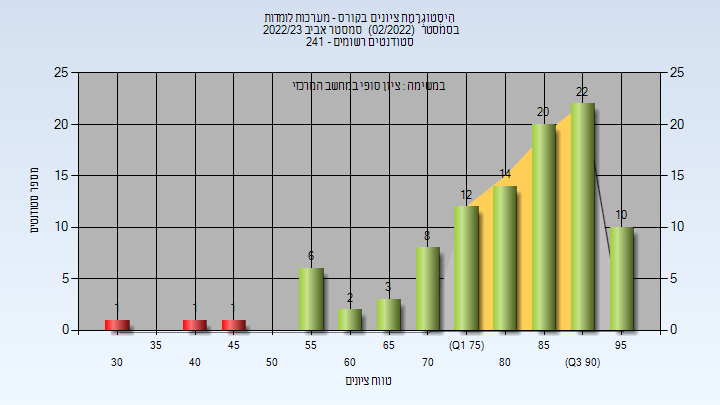 היסטוגרמת ציונים בקורס - מערכות לומדות
בסמסטר (02/2022) סמסטר אביב 2022/23
סטודנטים רשומים - 241
במשימה : ציון סופי במחשב המרכזי
מספר סטודנטים
25 25
20 20
15 15
10 10
5 5
0 0
1 1 1 6 2 3 8 12 14 20 22 10
35 45 55 65 (Q1 75) 85 95
30 40 50 60 70 80 (Q3 90)
טווח ציונים